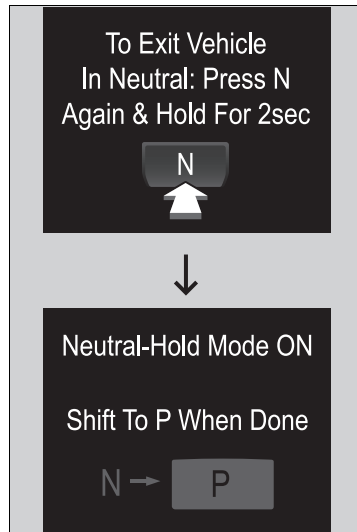 To Exit Vehicle
In Neutral: Press N
Again & Hold For 2sec
N
Neutral-Hold Mode ON
Shift To P When Done
N → P